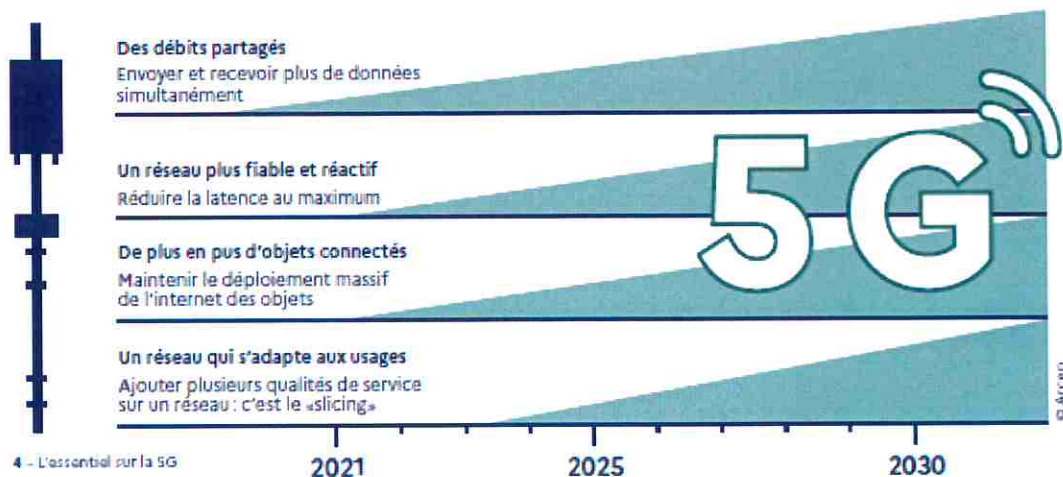 Des débits partagés
Envoyer et recevoir plus de données
simultanément
Un réseau plus fiable et réactif
Réduire la latence au maximum
De plus en pus d'objets connectés
Maintenir le déploiement massif
de l'internet des objets
Un réseau qui s'adapte aux usages
Ajouter plusieurs qualités de service
sur un réseau : c'est le «slicing»
5G
© Arcep
4 – L'essentiel sur la 5G
2021 2025 2030